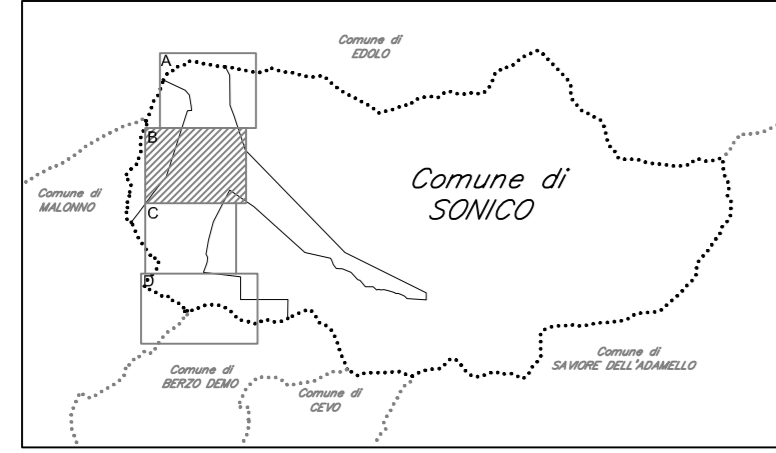 Comune di
EDOLO
A
B
Comune di
MALONNO
Comune di
SONICO
C
D
Comune di
SAVIORE DELL'ADAMELLO
Comune di
BERZO DEMO
Comune di
CEVO